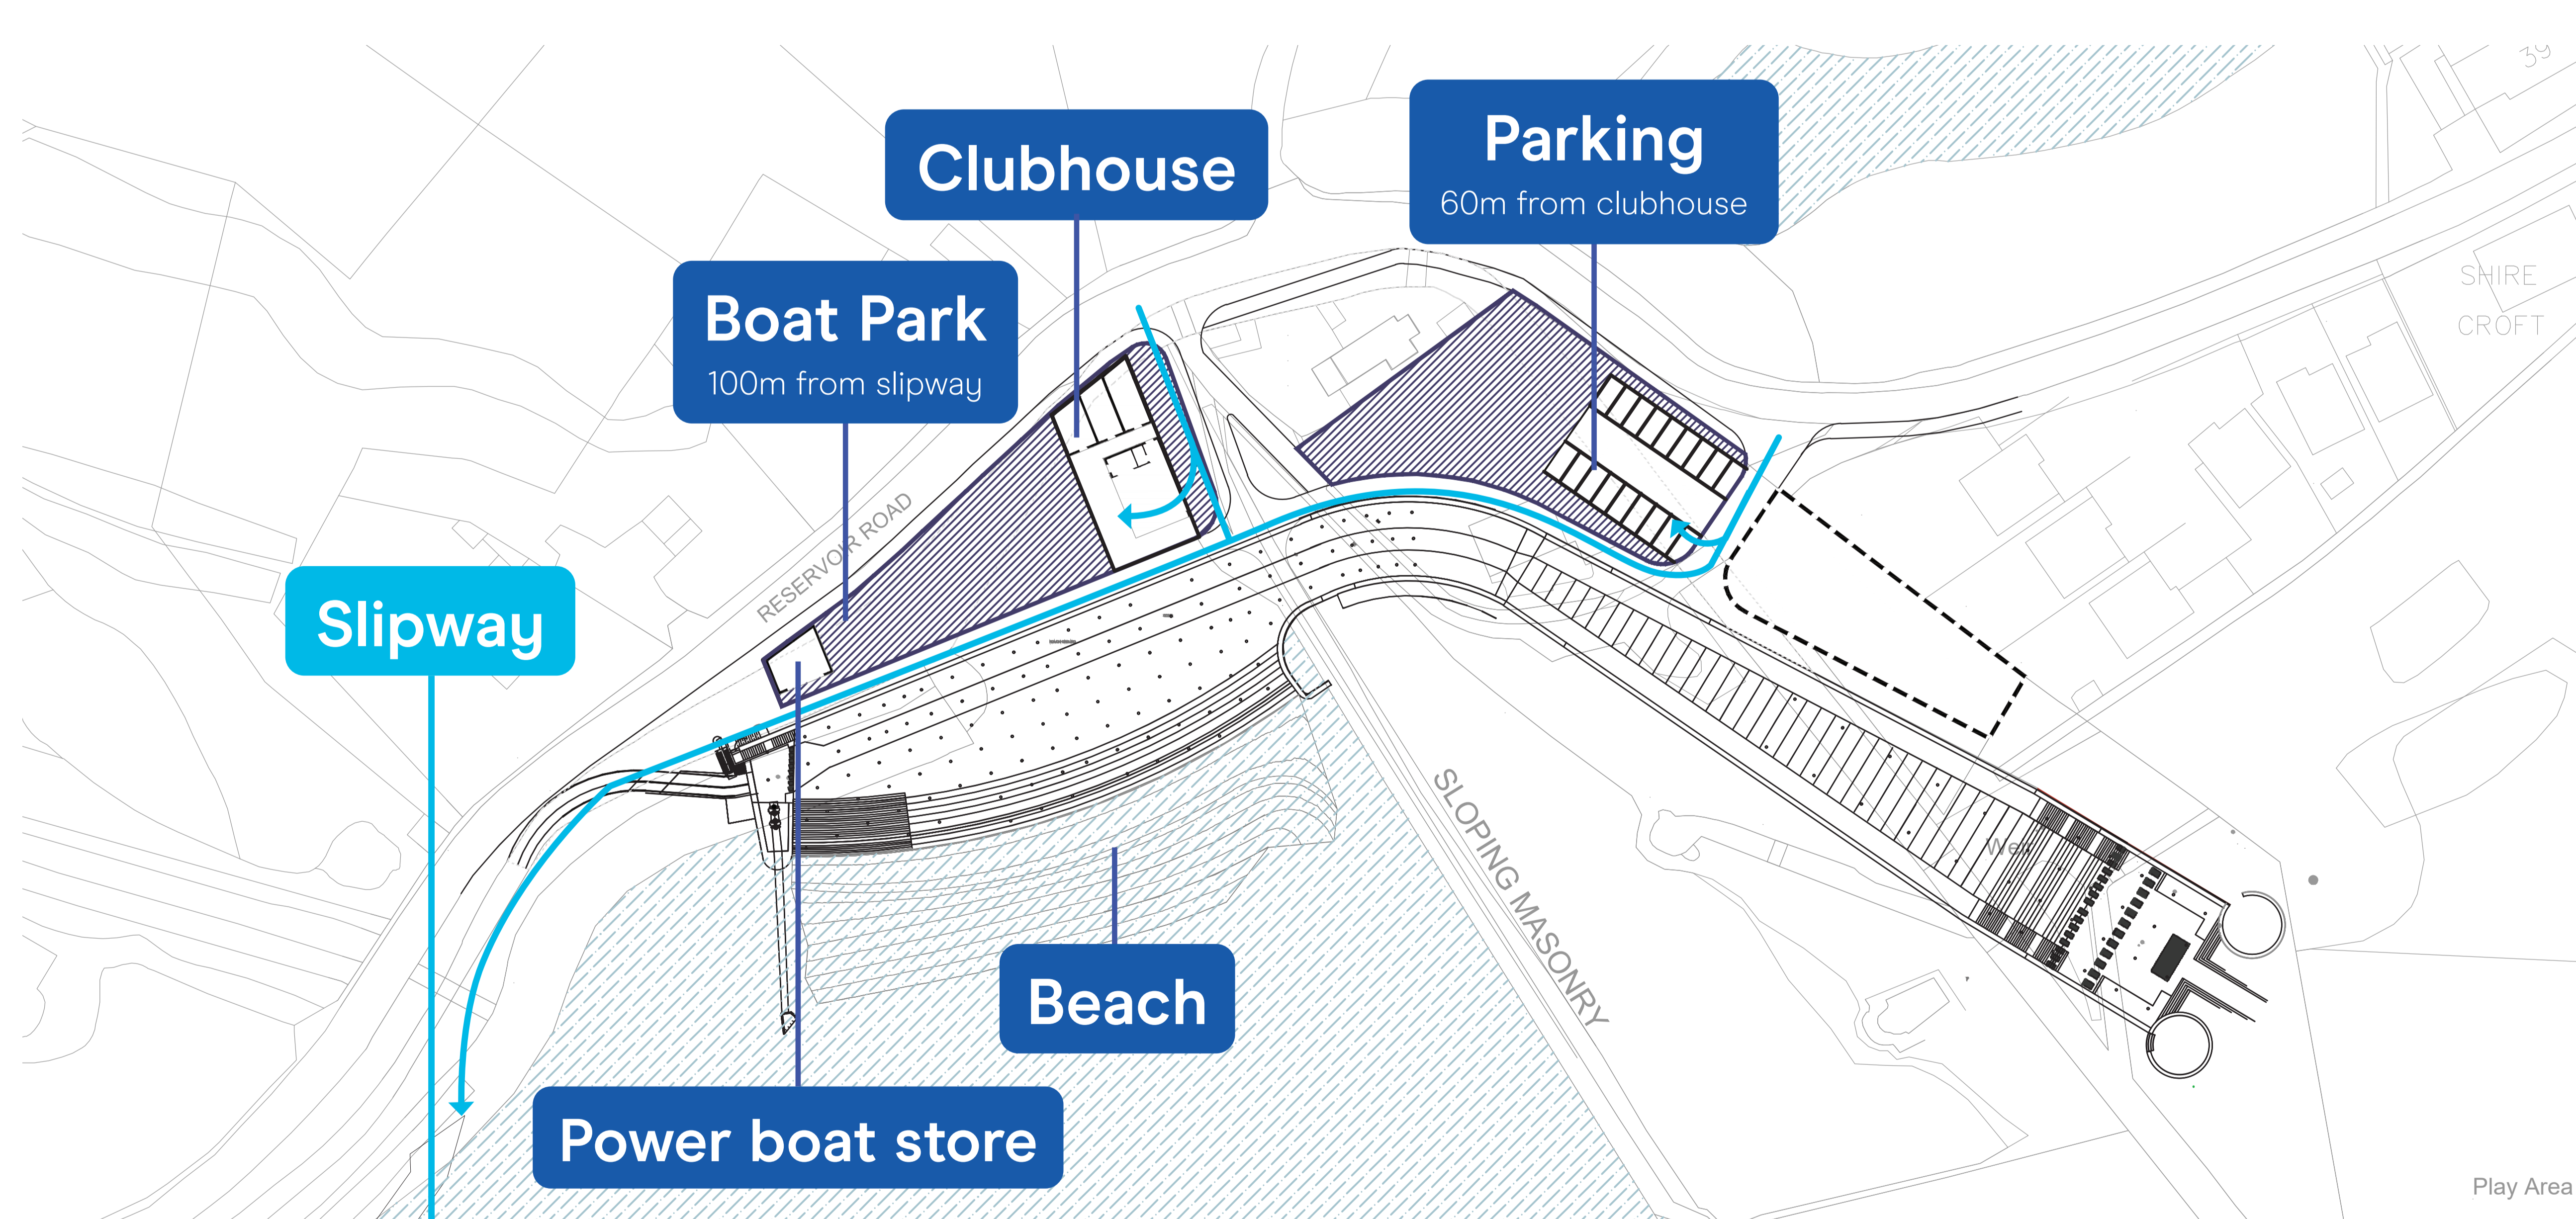 39
Clubhouse
Parking
60m from clubhouse
Boat Park
100m from slipway
SHIRE
CROFT
RESERVOIR ROAD
Slipway
SLOPING MASONRY
Beach
Power boat store
Play Area